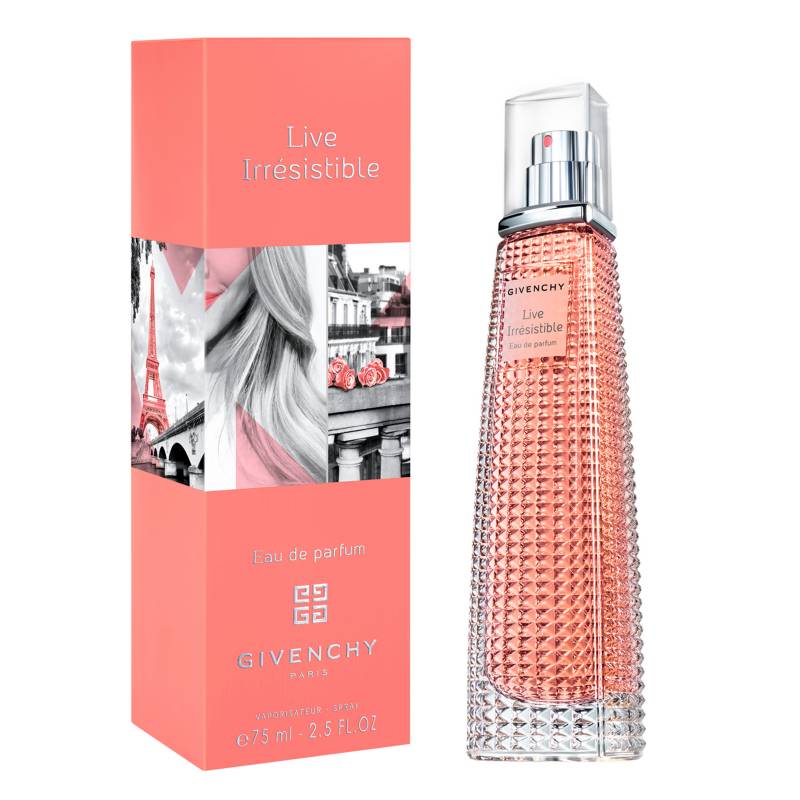 Live
Irrésistible
Eau de parfum
GIVENCHY
PARIS
VAPORISATEUR - SPRAY
℮75 ml - 2.5 FL.OZ
GIVENCHY
Live
Irrésistible
Eau de parfum